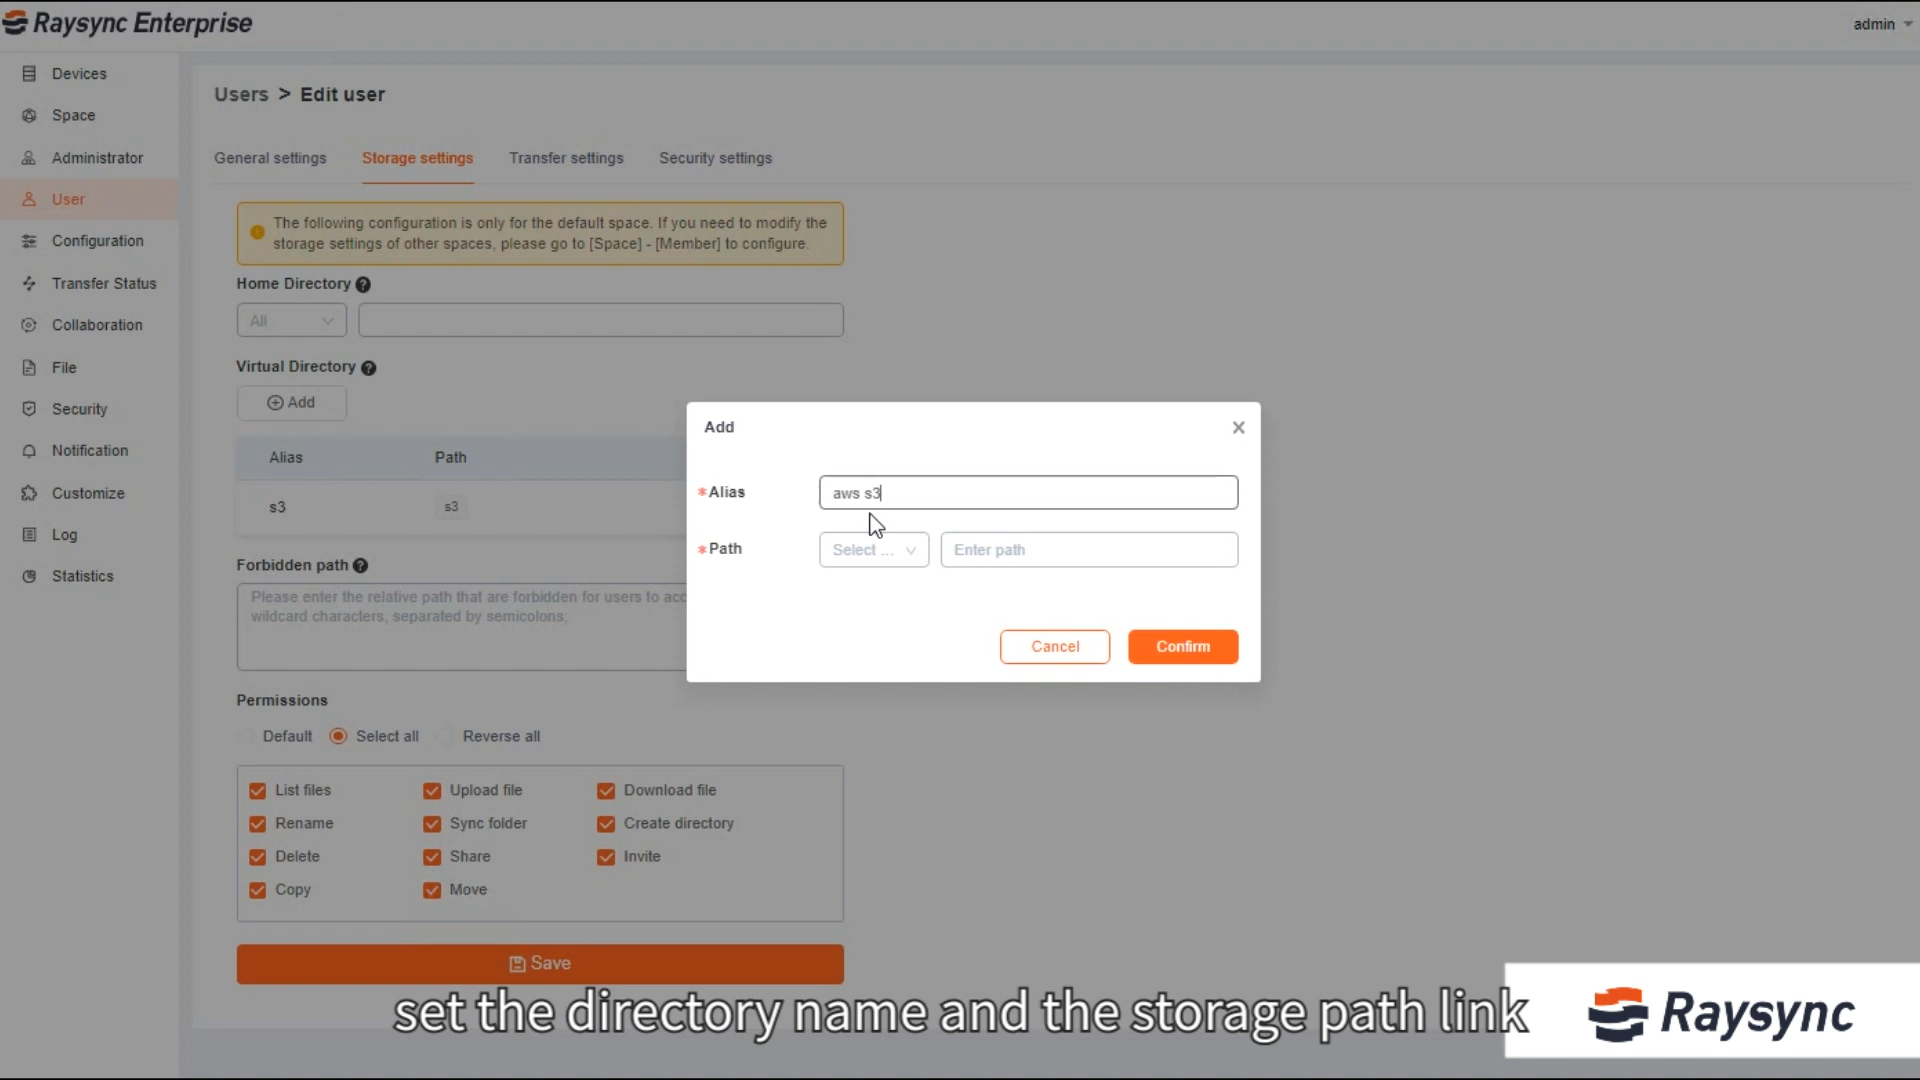 Raysync Enterprise
admin
Devices
Space
Administrator
User
Configuration
Transfer Status
Collaboration
File
Security
Notification
Customize
Log
Statistics
Users > Edit user
General settings
Storage settings
Transfer settings
Security settings
The following configuration is only for the default space. If you need to modify the
storage settings of other spaces, please go to [Space] - [Member] to configure.
Home Directory
All
Virtual Directory
Add
Alias
Path
s3
s3
Forbidden path
Please enter the relative path that are forbidden for users to acc
wildcard characters, separated by semicolons;
Permissions
Default
Select all
Reverse all
List files
Upload file
Download file
Rename
Sync folder
Create directory
Delete
Share
Invite
Copy
Move
Save
Add
*Alias
aws s3
*Path
Select ...
Enter path
Cancel
Confirm
set the directory name and the storage path link
Raysync